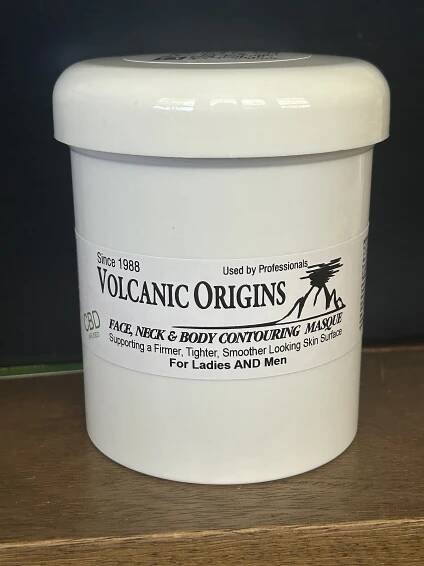 Since 1988
Used by Professionals
VOLCANIC ORIGINS
CBD
FACE, NECK & BODY CONTOURING MASQUE
Supporting a Firmer, Tighter, Smoother Looking Skin Surface
For Ladies AND Men